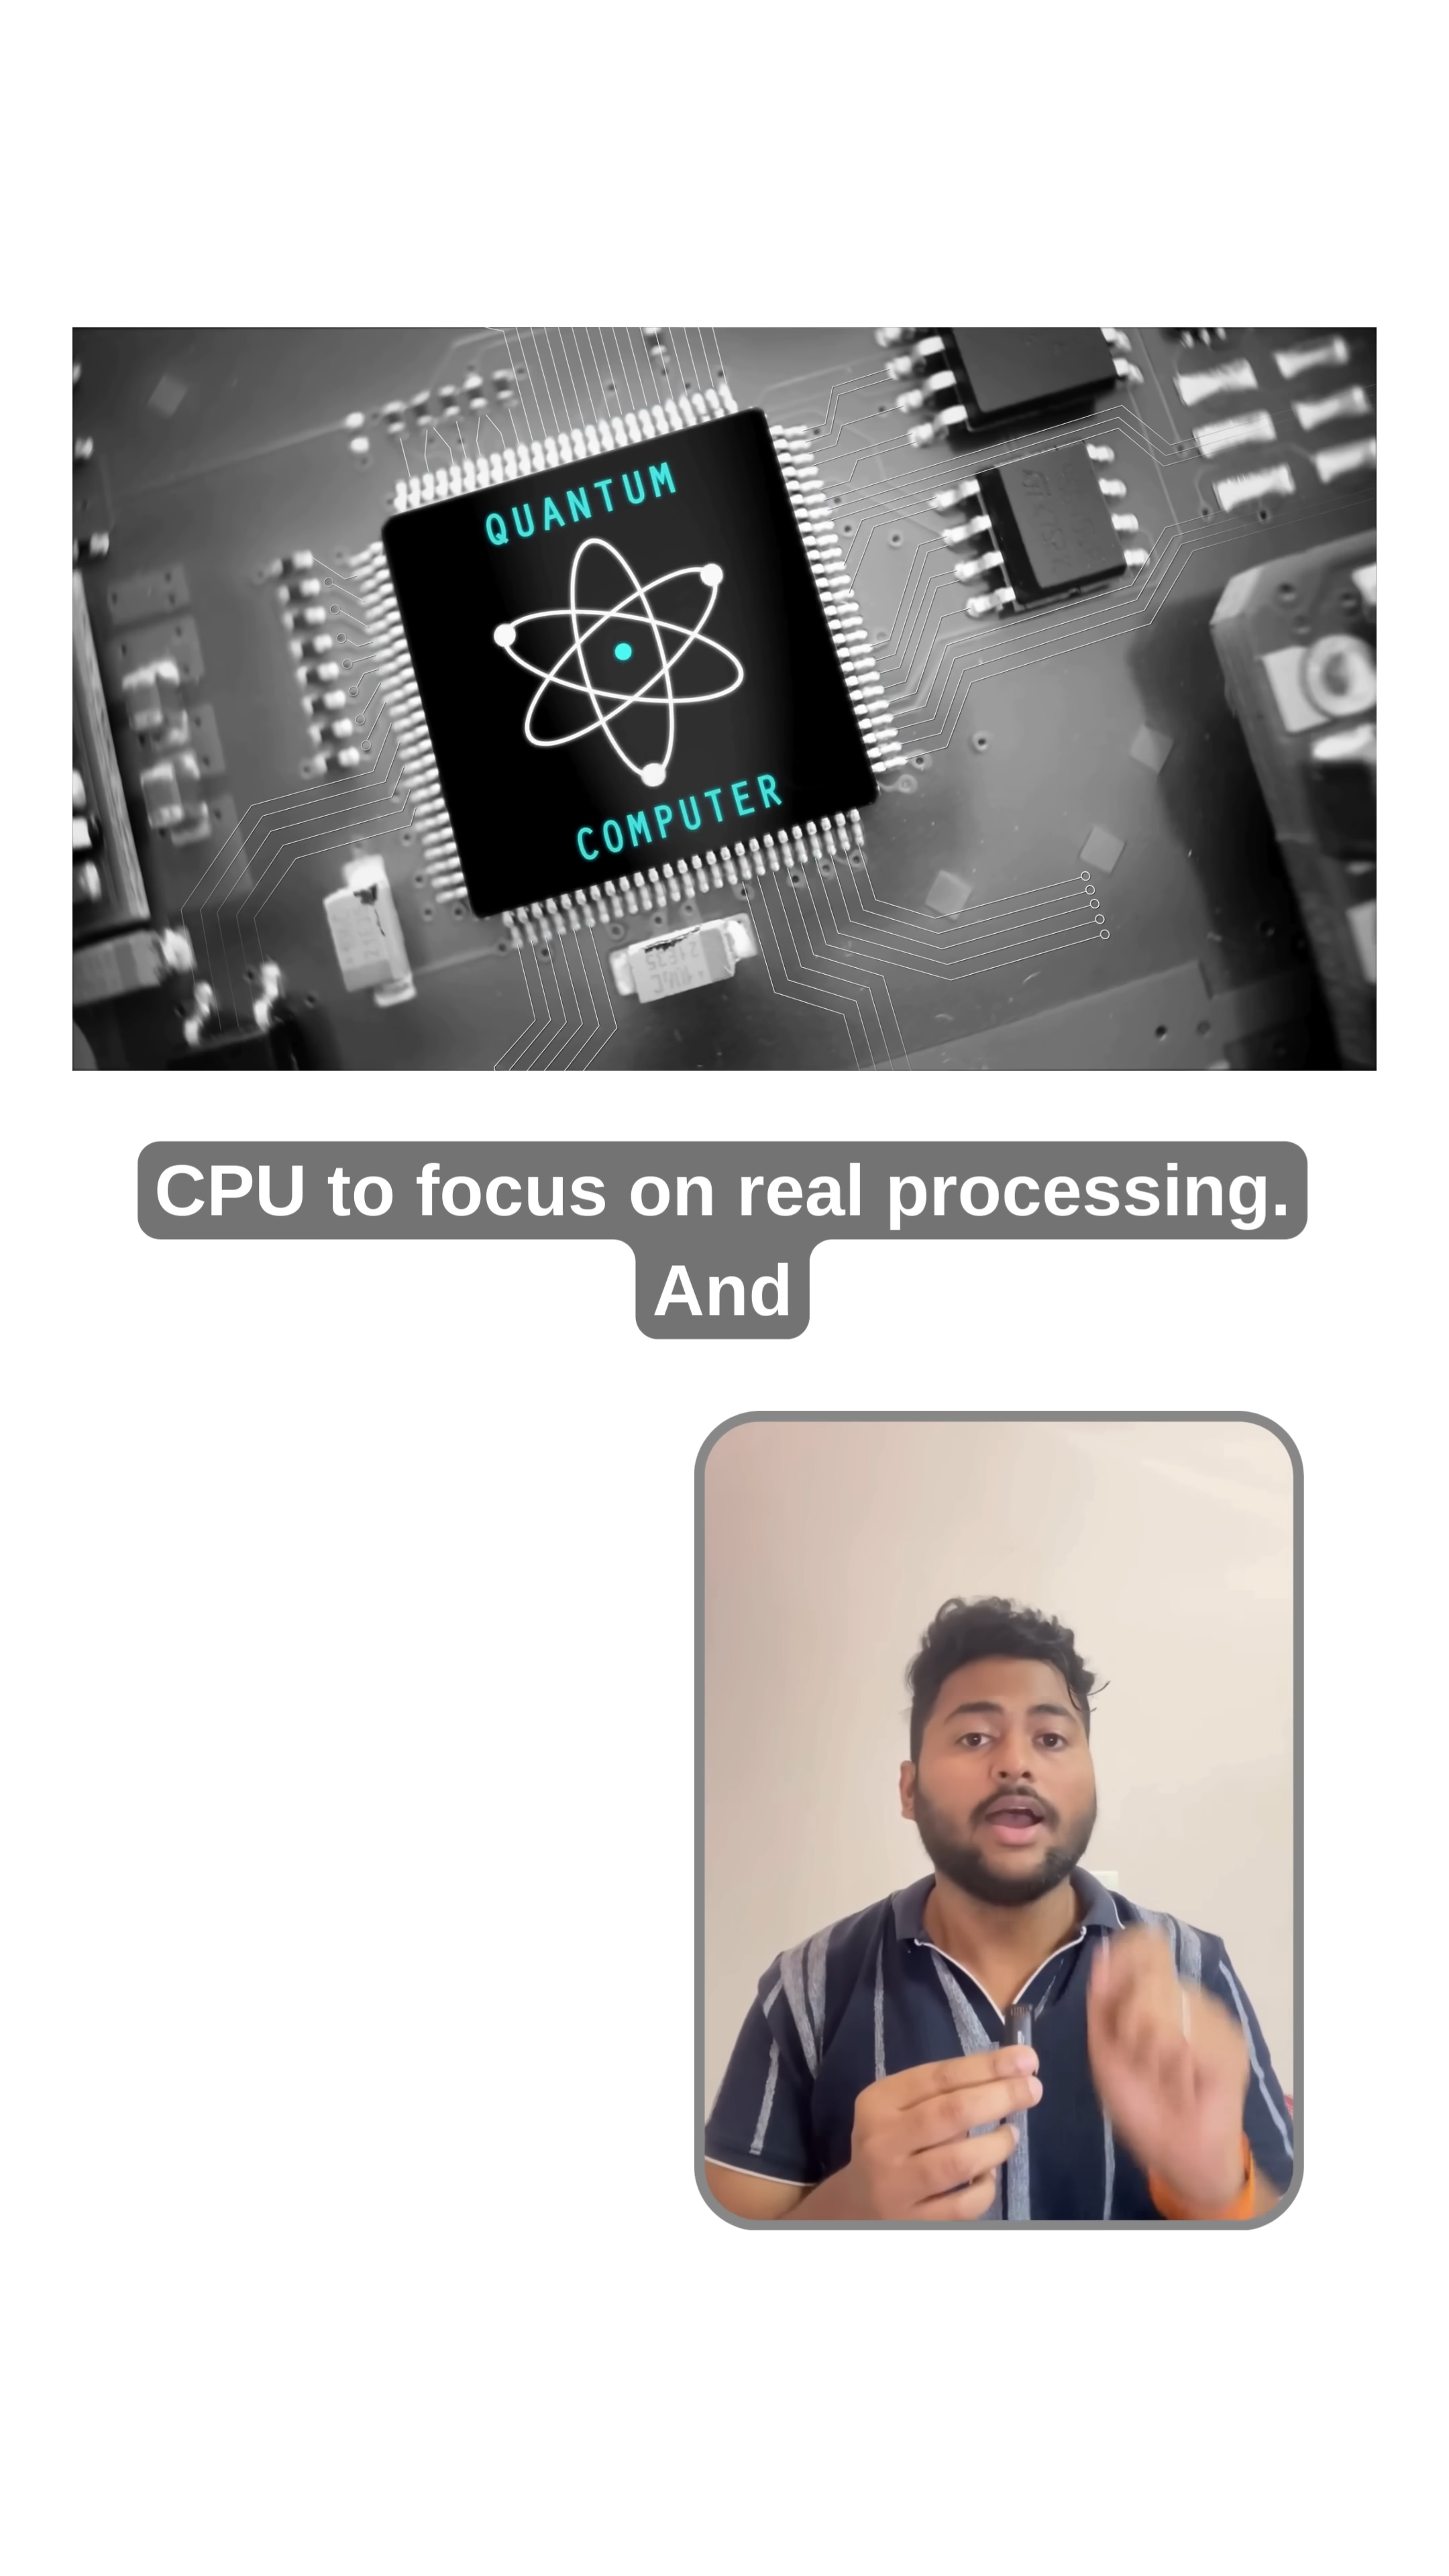 QUANTUM
COMPUTER
CPU to focus on real processing.
And